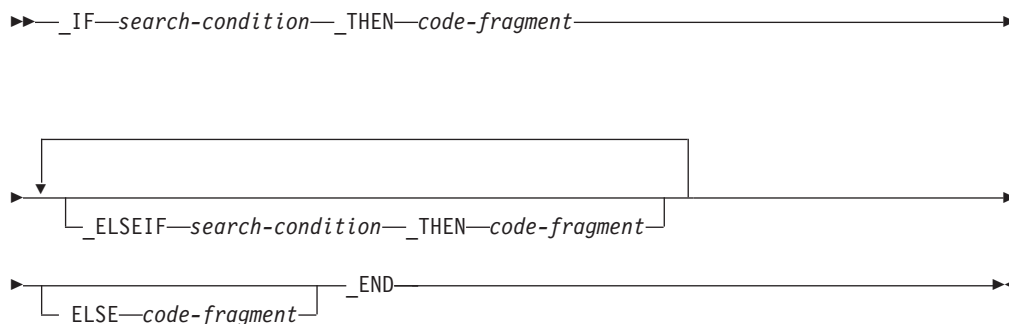 _IF search-condition _THEN code-fragment
_ELSEIF search-condition _THEN code-fragment
_END
ELSE code-fragment